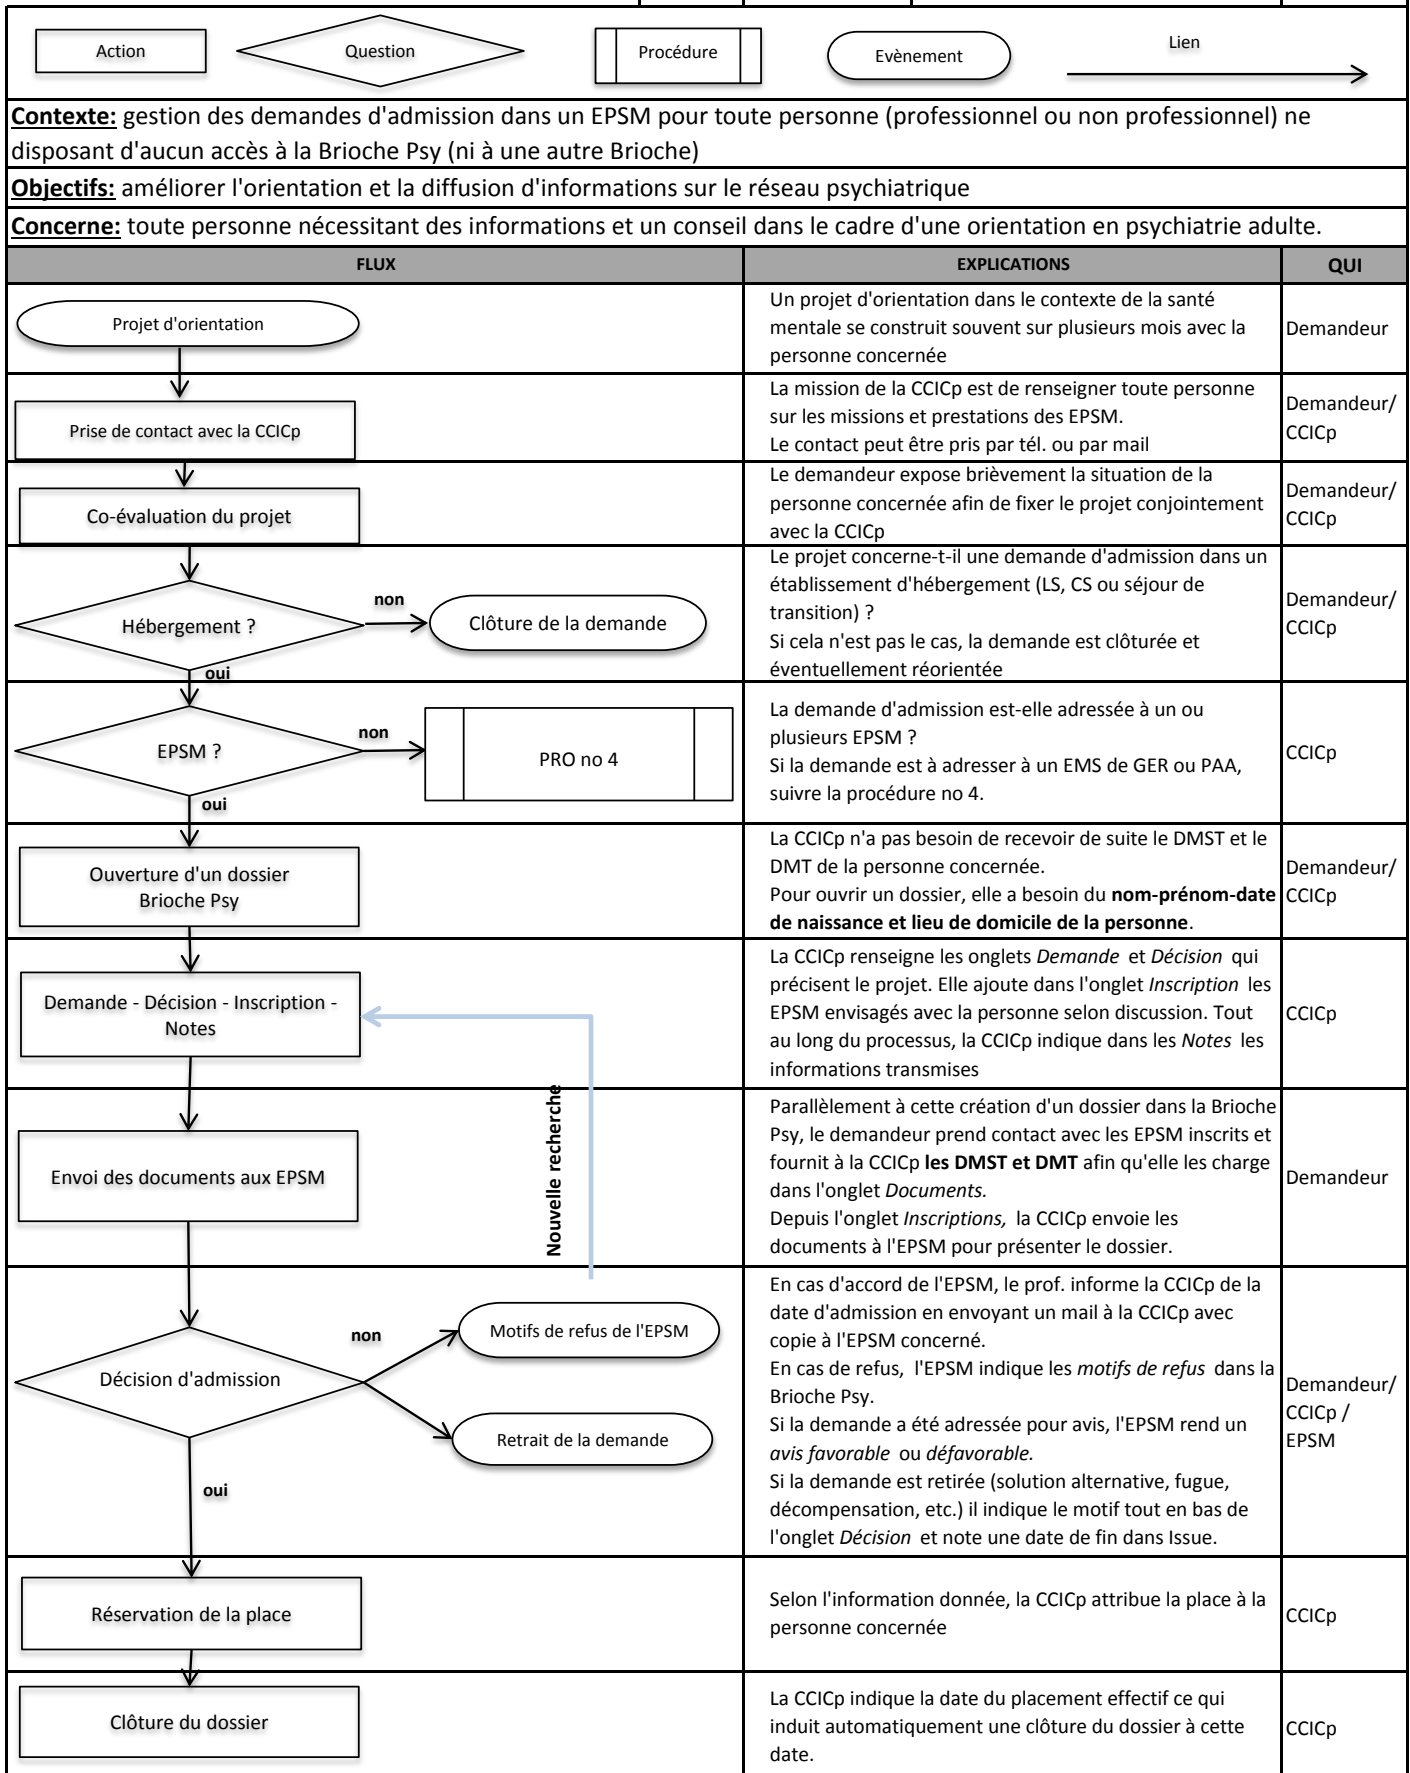 Action
Question
Procédure
Evènement
Lien
Contexte: gestion des demandes d'admission dans un EPSM pour toute personne (professionnel ou non professionnel) ne
disposant d'aucun accès à la Brioche Psy (ni à une autre Brioche)
Objectifs: améliorer l'orientation et la diffusion d'informations sur le réseau psychiatrique
Concerne: toute personne nécessitant des informations et un conseil dans le cadre d'une orientation en psychiatrie adulte.
FLUX
EXPLICATIONS
QUI
Projet d'orientation
Un projet d'orientation dans le contexte de la santé
mentale se construit souvent sur plusieurs mois avec la
personne concernée
Demandeur
Prise de contact avec la CCICp
La mission de la CCICp est de renseigner toute personne
sur les missions et prestations des EPSM.
Le contact peut être pris par tél. ou par mail
Demandeur/
CCICp
Co-évaluation du projet
Le demandeur expose brièvement la situation de la
personne concernée afin de fixer le projet conjointement
avec la CCICp
Demandeur/
CCICp
Hébergement ?
non
Clôture de la demande
oui
Le projet concerne-t-il une demande d'admission dans un
établissement d'hébergement (LS, CS ou séjour de
transition) ?
Si cela n'est pas le cas, la demande est clôturée et
éventuellement réorientée
Demandeur/
CCICp
EPSM ?
non
PRO no 4
oui
La demande d'admission est-elle adressée à un ou
plusieurs EPSM ?
Si la demande est à adresser à un EMS de GER ou PAA,
suivre la procédure no 4.
CCICp
Ouverture d'un dossier
Brioche Psy
La CCICp n'a pas besoin de recevoir de suite le DMST et le
DMT de la personne concernée.
Pour ouvrir un dossier, elle a besoin du nom-prénom-date
de naissance et lieu de domicile de la personne.
Demandeur/
CCICp
Demande - Décision - Inscription -
Notes
La CCICp renseigne les onglets Demande et Décision qui
précisent le projet. Elle ajoute dans l'onglet Inscription les
EPSM envisagés avec la personne selon discussion. Tout
au long du processus, la CCICp indique dans les Notes les
informations transmises
CCICp
Nouvelle recherche
Envoi des documents aux EPSM
Parallèlement à cette création d'un dossier dans la Brioche
Psy, le demandeur prend contact avec les EPSM inscrits et
fournit à la CCICp les DMST et DMT afin qu'elle les charge
dans l'onglet Documents.
Depuis l'onglet Inscriptions, la CCICp envoie les
documents à l'EPSM pour présenter le dossier.
Demandeur
Décision d'admission
non
Motifs de refus de l'EPSM
Retrait de la demande
oui
En cas d'accord de l'EPSM, le prof. informe la CCICp de la
date d'admission en envoyant un mail à la CCICp avec
copie à l'EPSM concerné.
En cas de refus, l'EPSM indique les motifs de refus dans la
Brioche Psy.
Si la demande a été adressée pour avis, l'EPSM rend un
avis favorable ou défavorable.
Si la demande est retirée (solution alternative, fugue,
décompensation, etc.) il indique le motif tout en bas de
l'onglet Décision et note une date de fin dans Issue.
Demandeur/
CCICp /
EPSM
Réservation de la place
Selon l'information donnée, la CCICp attribue la place à la
personne concernée
CCICp
Clôture du dossier
La CCICp indique la date du placement effectif ce qui
induit automatiquement une clôture du dossier à cette
date.
CCICp